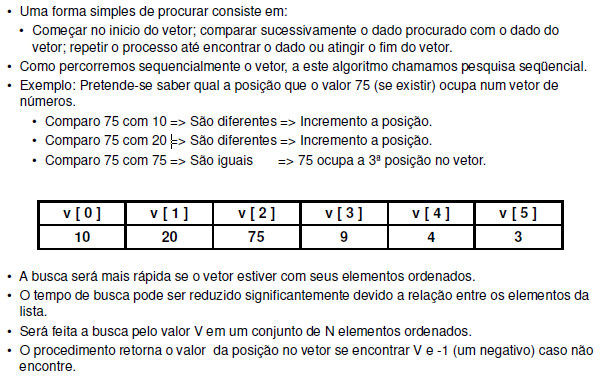 • Uma forma simples de procurar consiste em:
• Começar no inicio do vetor; comparar sucessivamente o dado procurado com o dado do
vetor; repetir o processo até encontrar o dado ou atingir o fim do vetor.
• Como percorremos sequencialmente o vetor, a este algoritmo chamamos pesquisa seqüencial.
• Exemplo: Pretende-se saber qual a posição que o valor 75 (se existir) ocupa num vetor de
números.
• Comparo 75 com 10 => São diferentes => Incremento a posição.
• Comparo 75 com 20 => São diferentes => Incremento a posição.
• Comparo 75 com 75 => São iguais => 75 ocupa a 3ª posição no vetor.
v [ 0 ] v [ 1 ] v [ 2 ] v [ 3 ] v [ 4 ] v [ 5 ]
10 20 75 9 4 3
• A busca será mais rápida se o vetor estiver com seus elementos ordenados.
• O tempo de busca pode ser reduzido significantemente devido a relação entre os elementos da
lista.
• Será feita a busca pelo valor V em um conjunto de N elementos ordenados.
• O procedimento retorna o valor da posição no vetor se encontrar V e -1 (um negativo) caso não
encontre.